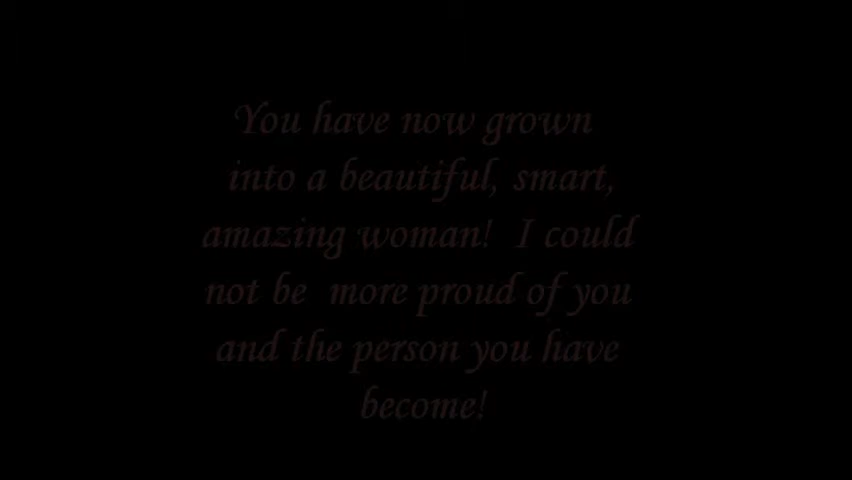 You have now grown
into a beautiful, smart,
amazing woman!  I could
not be  more proud of you
and the person you have
become!